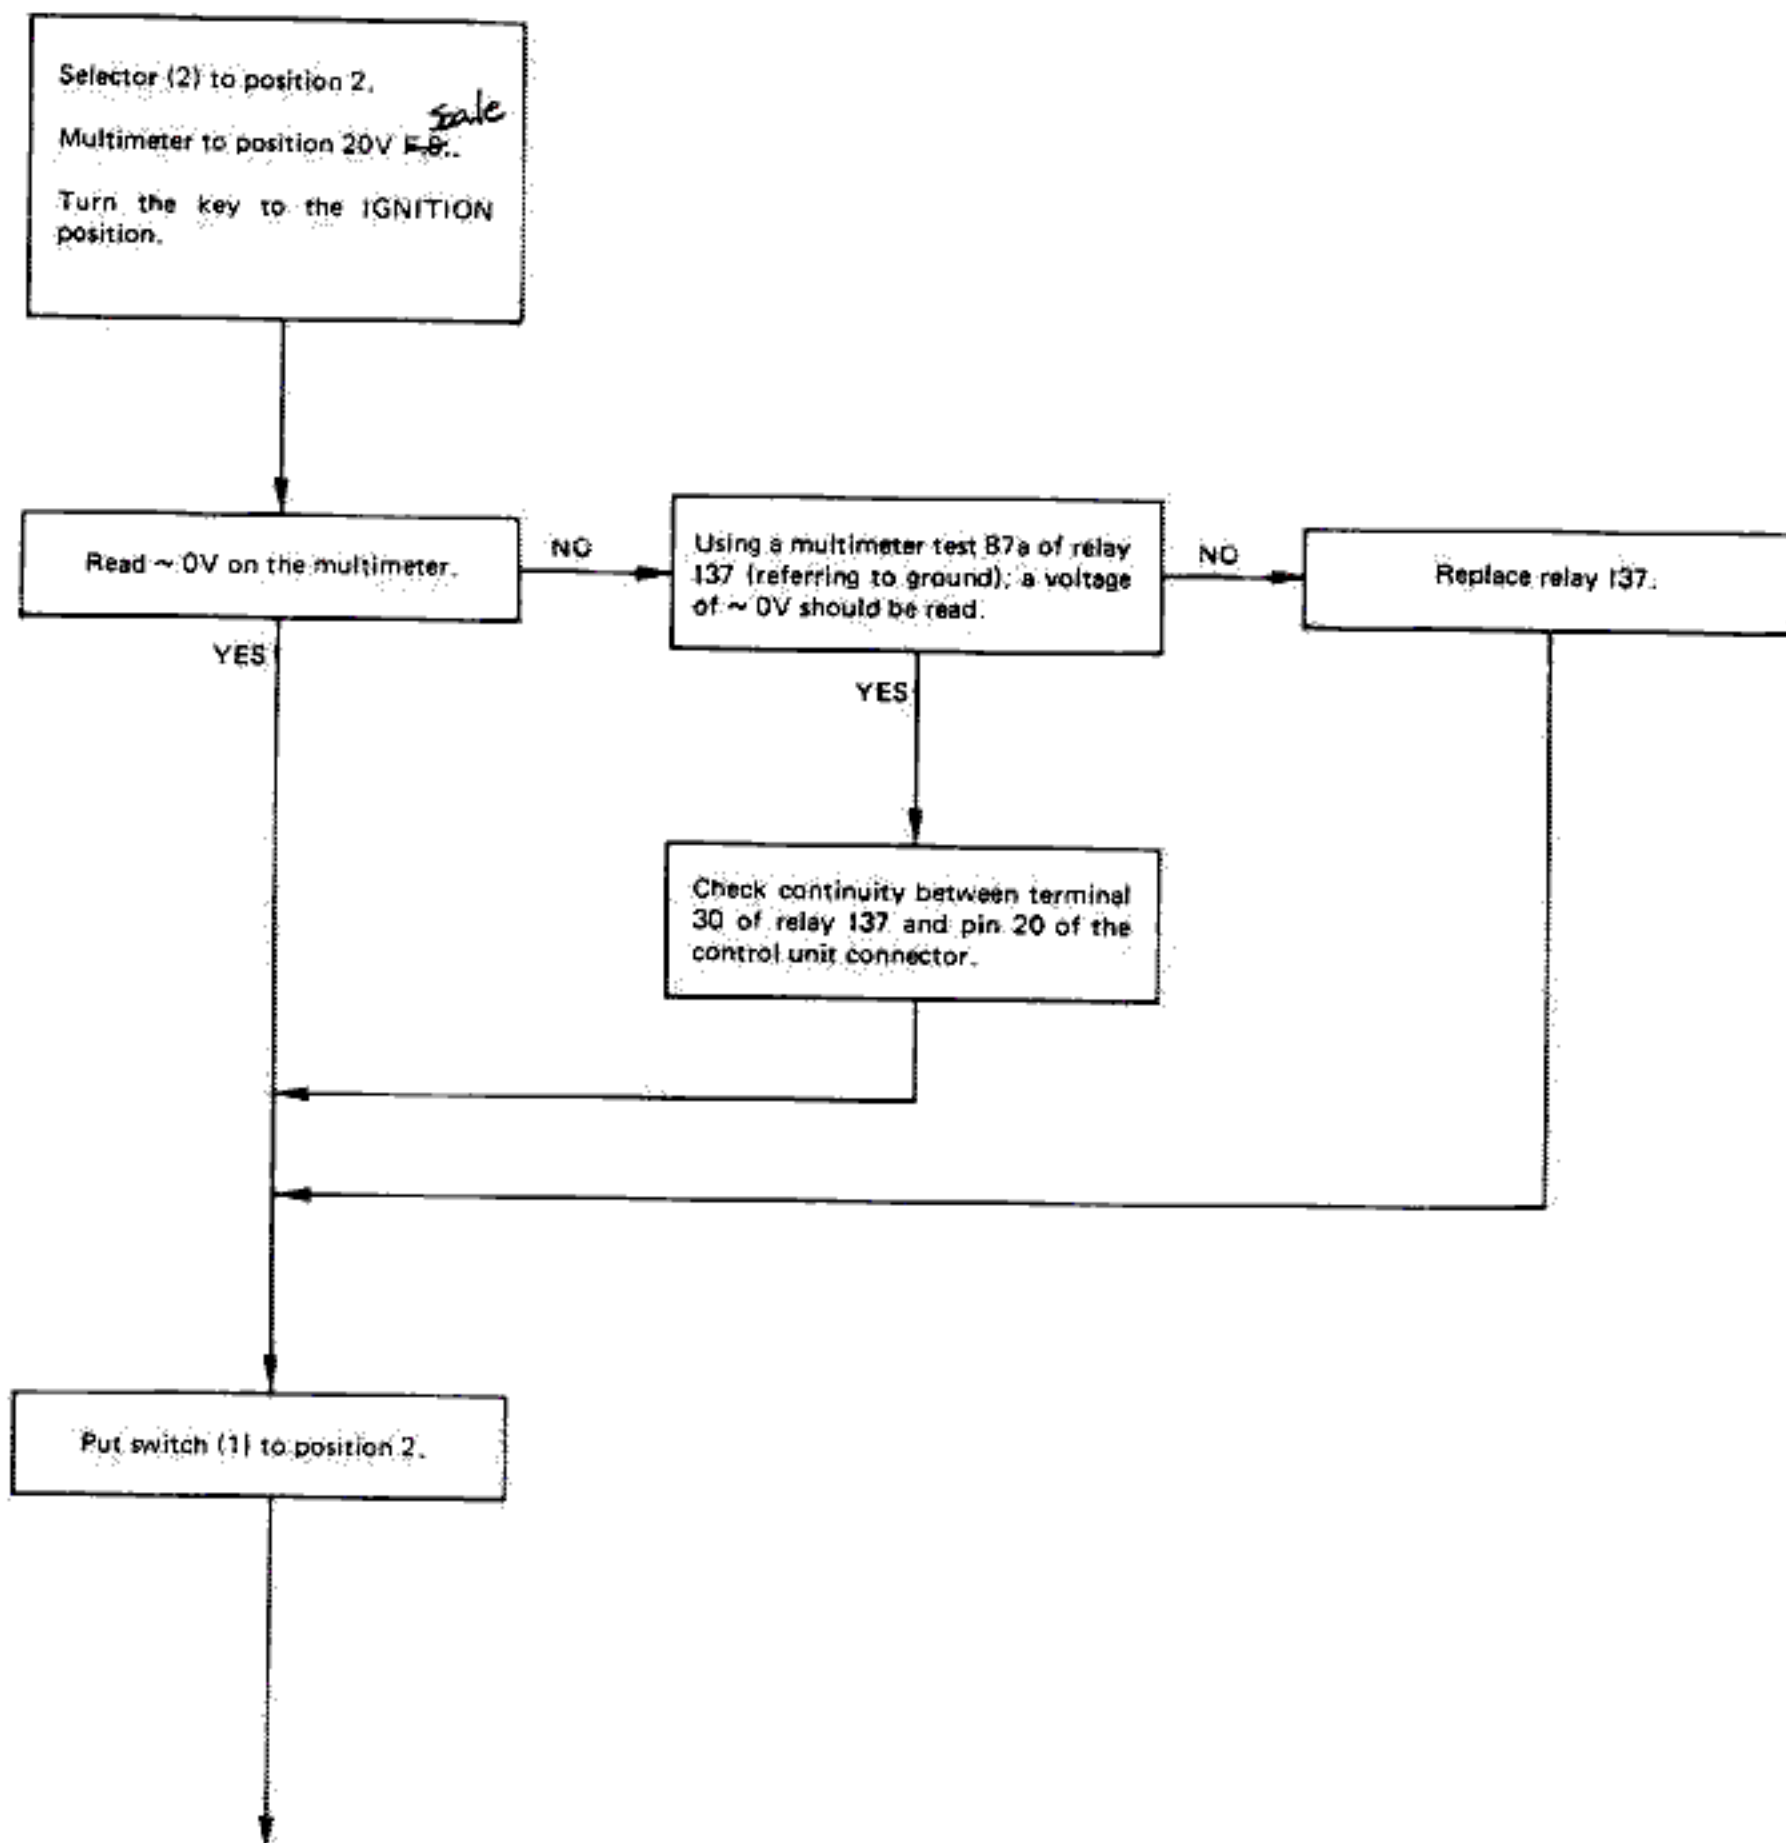 Selector (2) to position 2.
sale
Multimeter to position 20V F.S..
Turn the key to the IGNITION
position.
Read ~ 0V on the multimeter.
NO
Using a multimeter test 87a of relay
137 (referring to ground); a voltage
of ~ 0V should be read.
NO
Replace relay 137.
YES
YES
Check continuity between terminal
30 of relay 137 and pin 20 of the
control unit connector.
Put switch (1) to position 2.